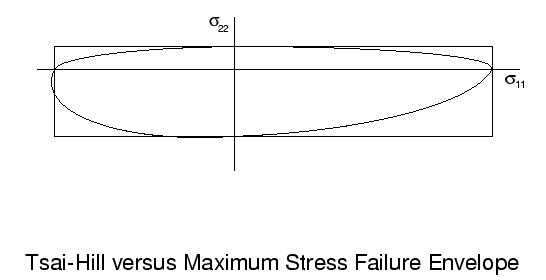 σ22
σ11
Tsai-Hill versus Maximum Stress Failure Envelope